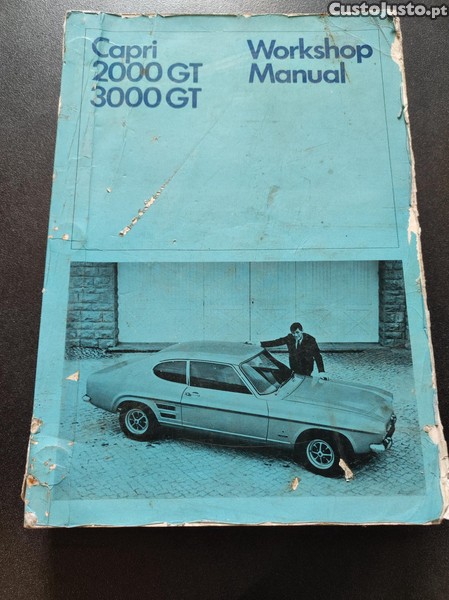 CustoJusto.pt
Capri
2000 GT
3000 GT
Workshop
Manual